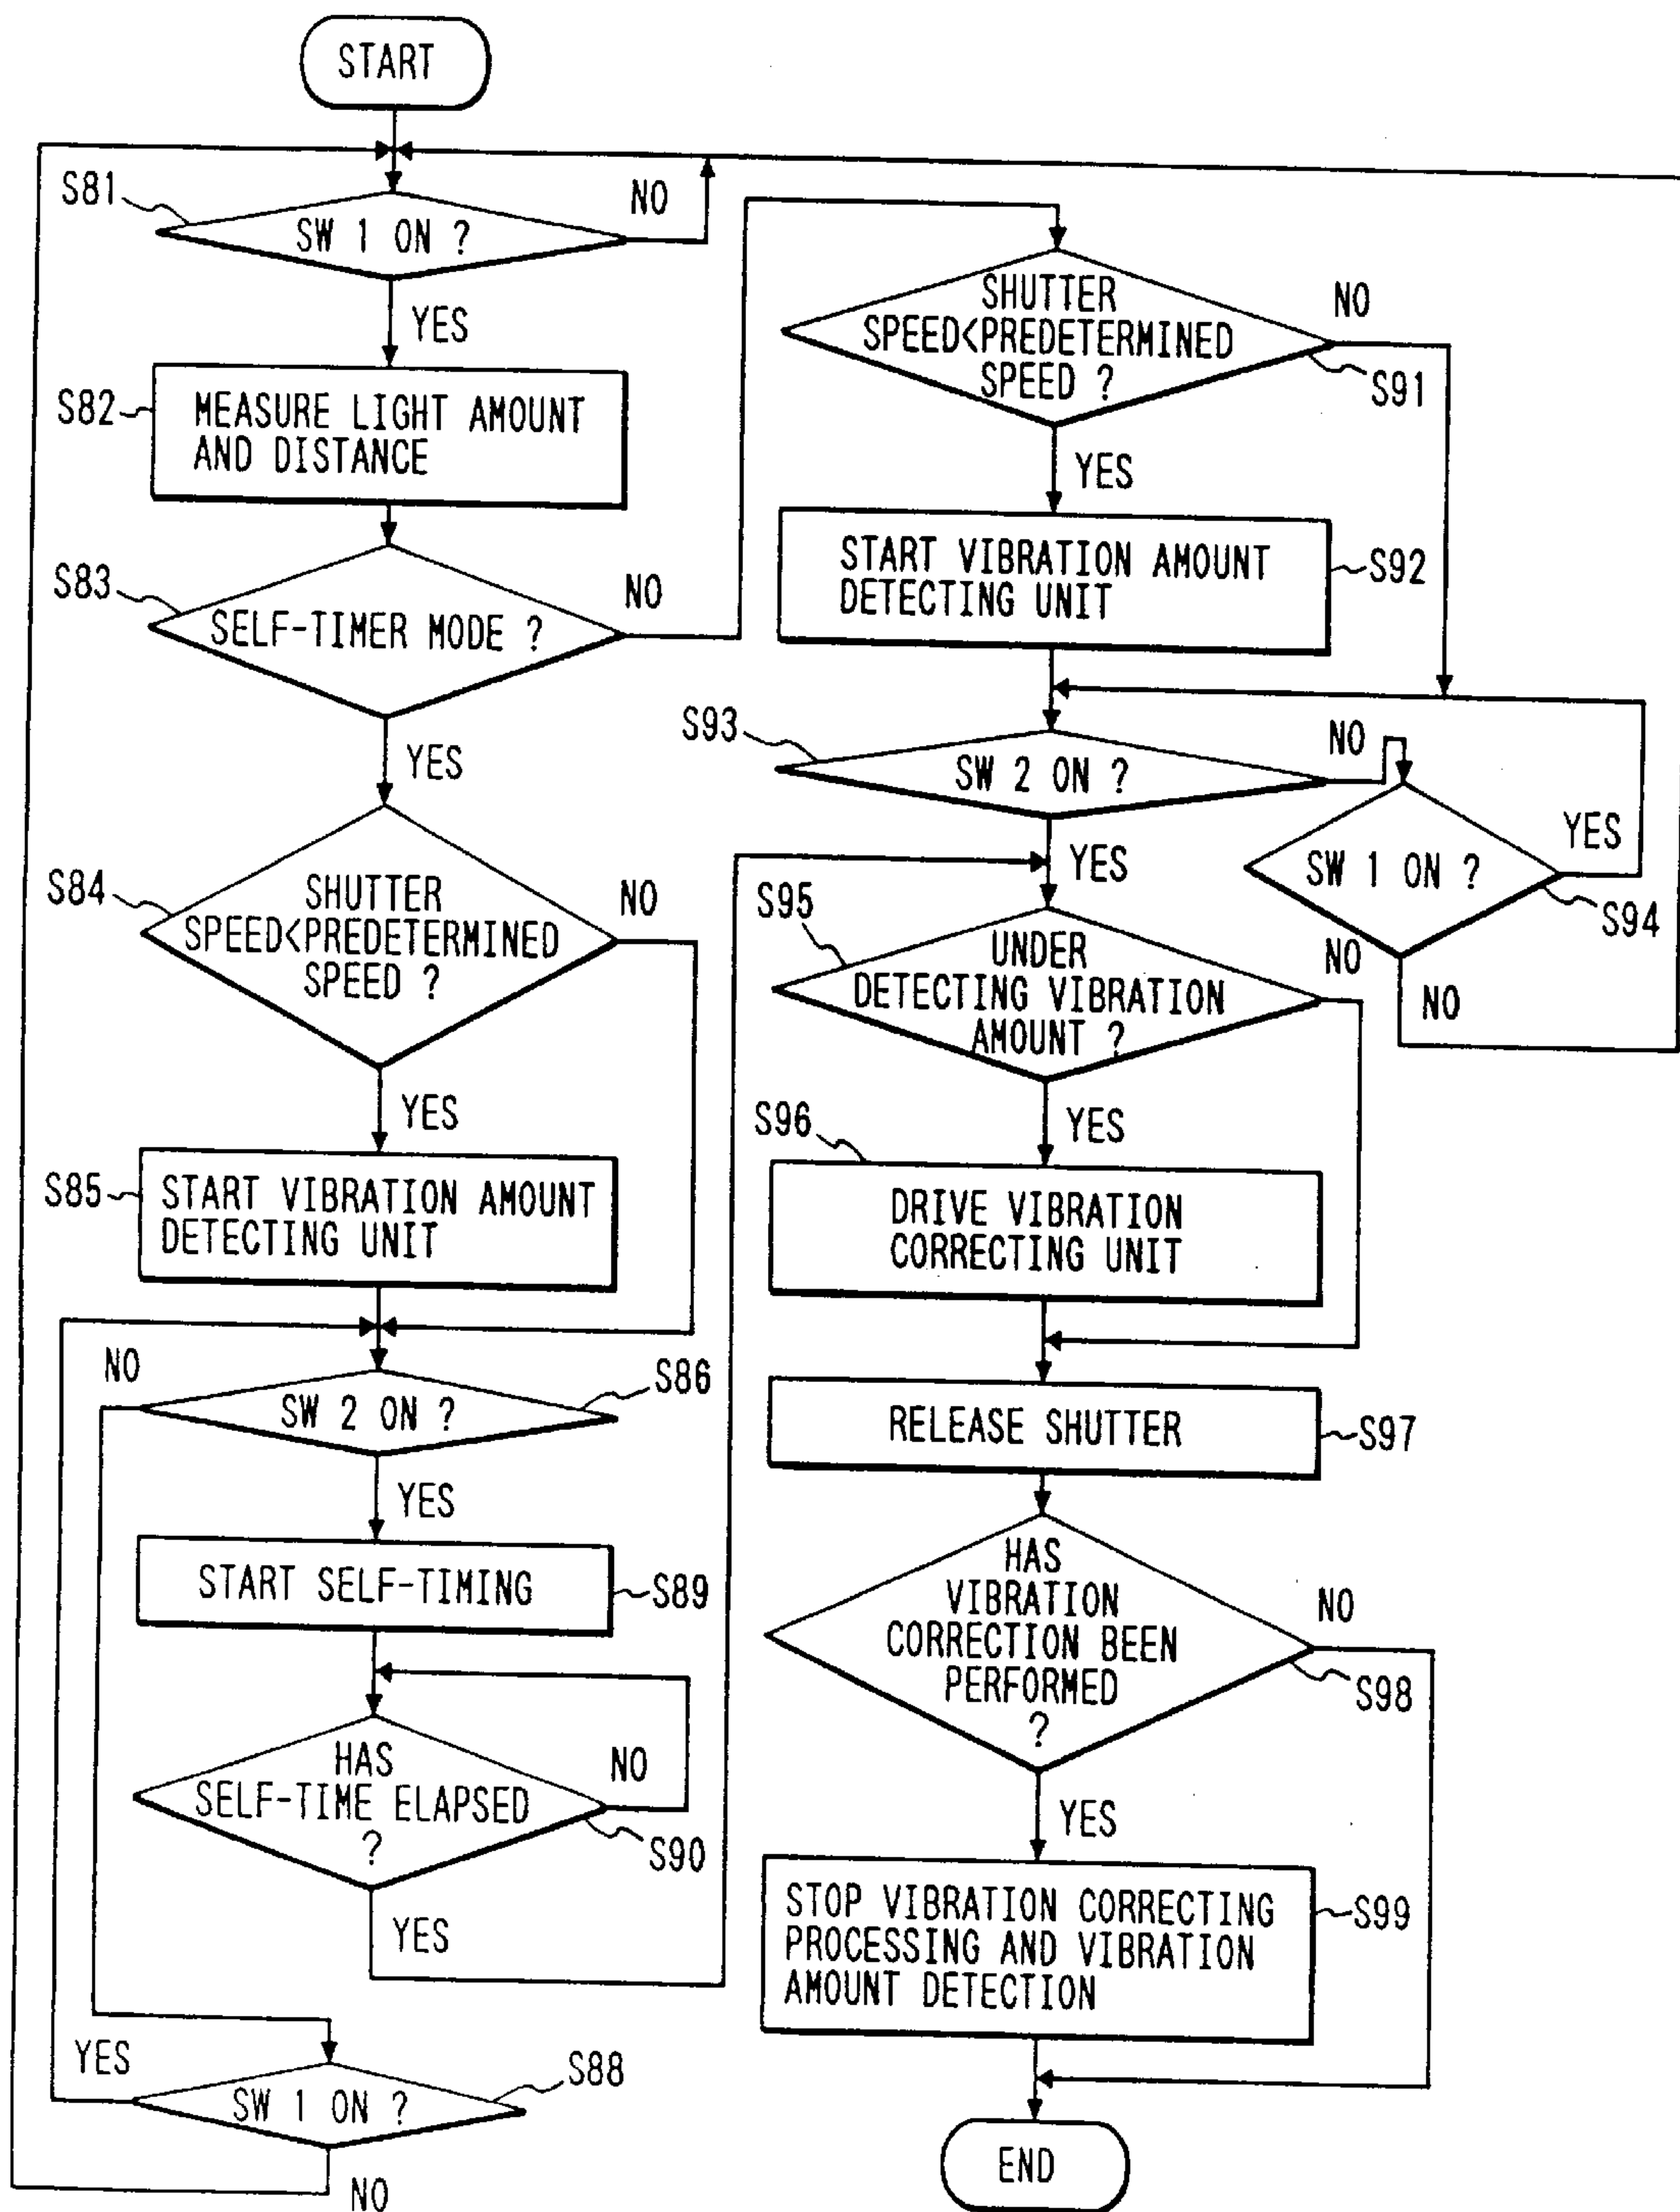 START
S81
SW 1 ON ?
NO
YES
S82
MEASURE LIGHT AMOUNT
AND DISTANCE
S83
SELF-TIMER MODE ?
NO
YES
S84
SHUTTER
SPEED<PREDETERMINED
SPEED ?
NO
YES
S85
START VIBRATION AMOUNT
DETECTING UNIT
NO
SW 2 ON ?
S86
YES
START SELF-TIMING
S89
HAS
SELF-TIME ELAPSED
?
NO
S90
YES
YES
SW 1 ON ?
S88
NO
SHUTTER
SPEED<PREDETERMINED
SPEED ?
NO
S91
YES
START VIBRATION AMOUNT
DETECTING UNIT
S92
S93
SW 2 ON ?
NO
YES
SW 1 ON ?
YES
S94
NO
S95
UNDER
DETECTING VIBRATION
AMOUNT ?
NO
YES
S96
DRIVE VIBRATION
CORRECTING UNIT
RELEASE SHUTTER
S97
HAS
VIBRATION
CORRECTION BEEN
PERFORMED
?
NO
S98
YES
STOP VIBRATION CORRECTING
PROCESSING AND VIBRATION
AMOUNT DETECTION
S99
END